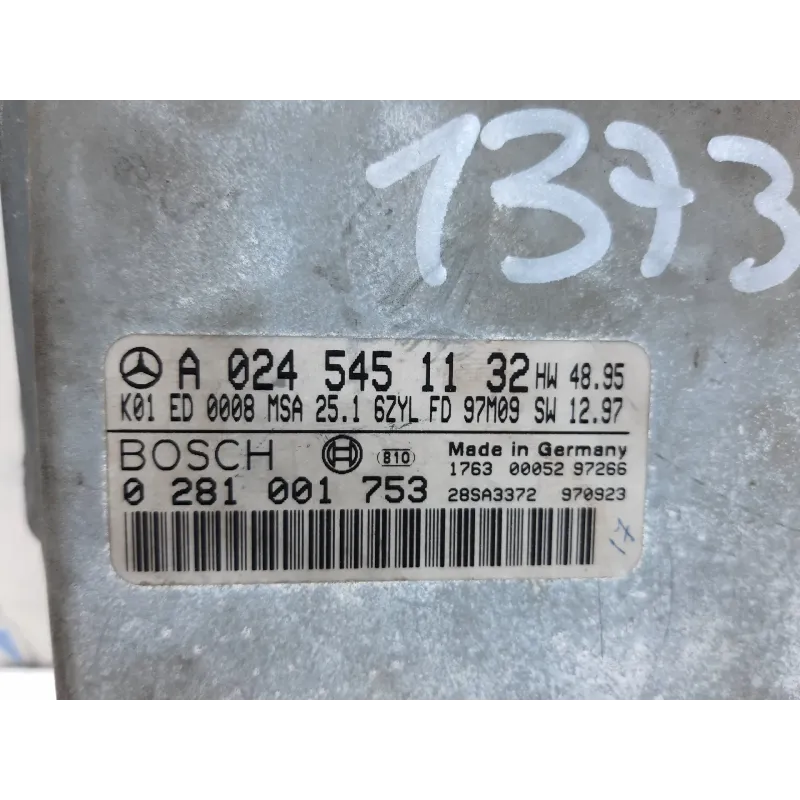 1373
A 024 545 11 32 HW 48.95
K01 ED 0008 MSA 25.1 6ZYL FD 97M09 SW 12.97
BOSCH 810 Made in Germany
1763 00052 97266
0 281 001 753 28SA3372 970923
17